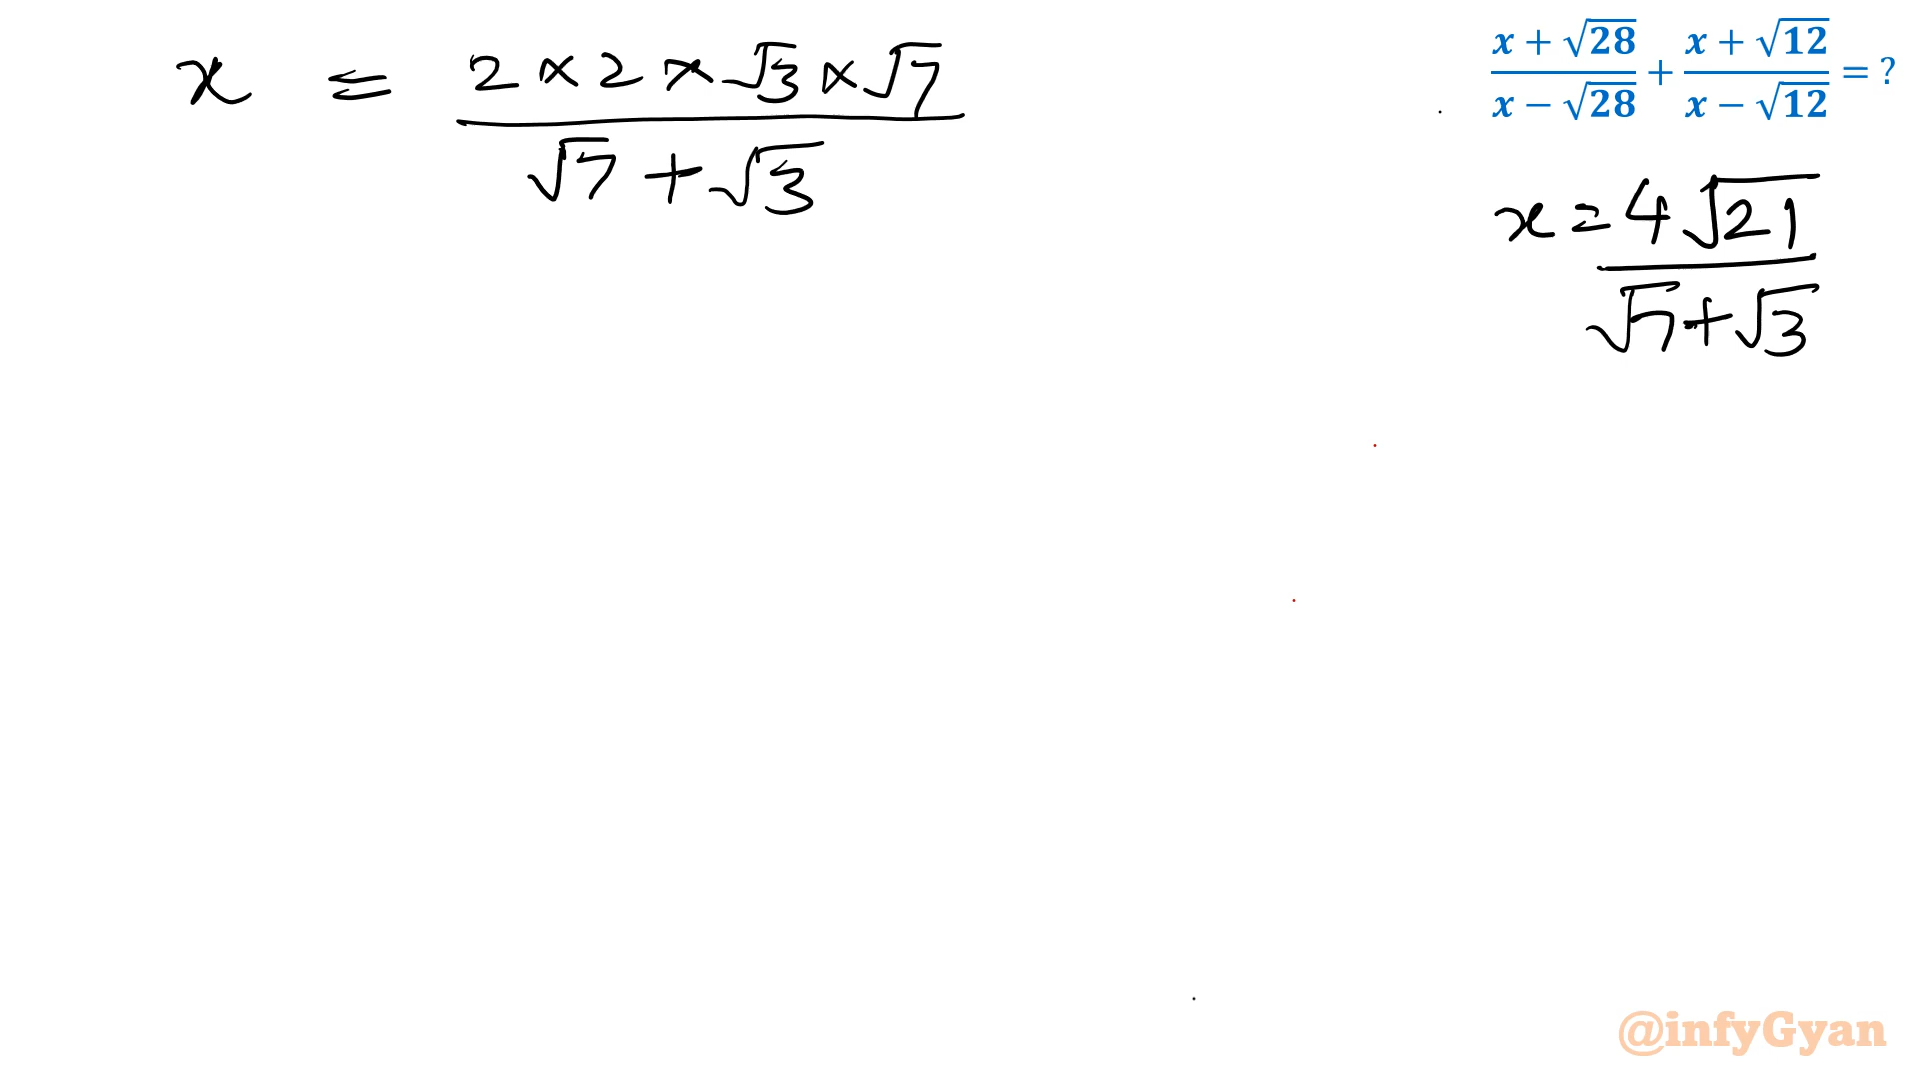 x = (2 × 2 × √3 × √7) / (√7 + √3)
(x + √28) / (x − √28) + (x + √12) / (x − √12) = ?
x = 4√21 / (√7 + √3)
@infyGyan